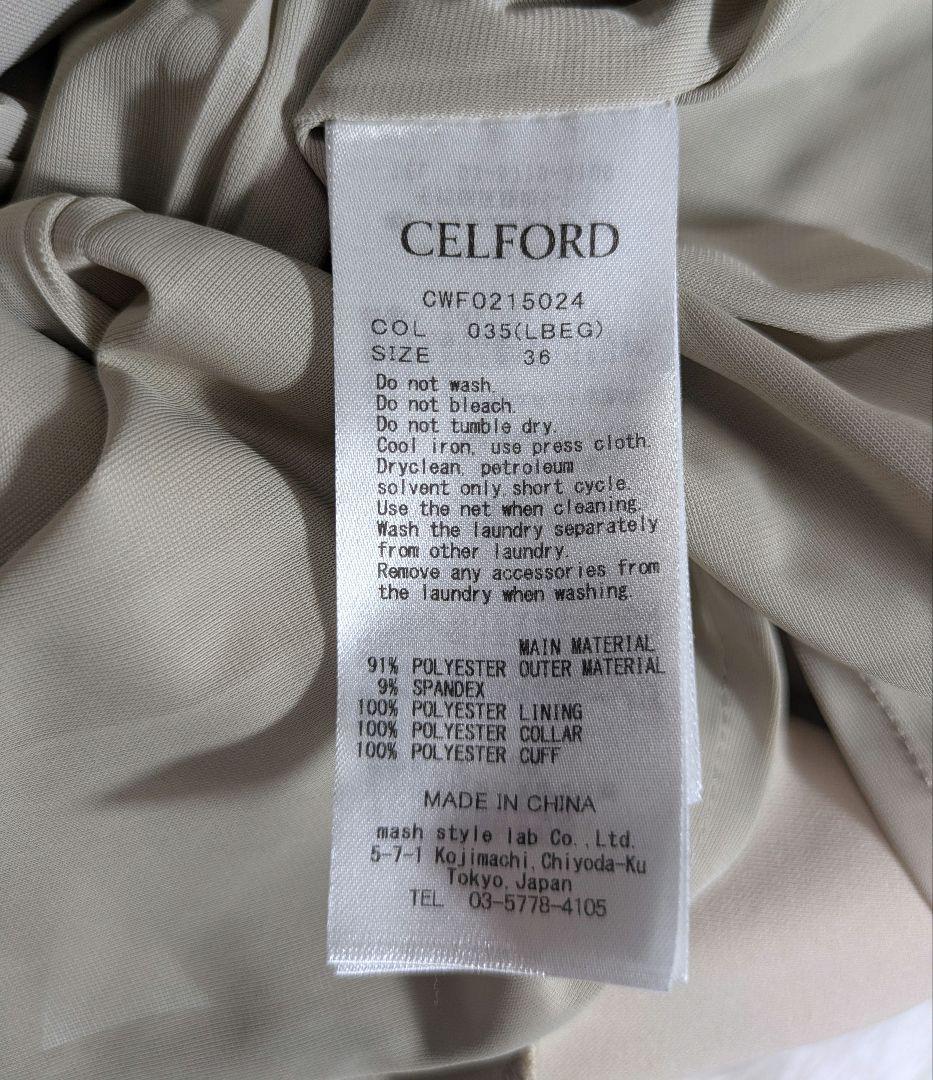 CELFORD
CWF0215024
COL 035(LBEG)
SIZE 36
Do not wash.
Do not bleach.
Do not tumble dry.
Cool iron, use press cloth.
Dryclean, petroleum
solvent only short cycle.
Use the net when cleaning.
Wash the laundry separately
from other laundry.
Remove any accessories from
the laundry when washing.
MAIN MATERIAL
91% POLYESTER OUTER MATERIAL
9% SPANDEX
100% POLYESTER LINING
100% POLYESTER COLLAR
100% POLYESTER CUFF
MADE IN CHINA
mash style lab Co.,Ltd.
5-7-1 Kojimachi,Chiyoda-Ku
Tokyo,Japan
TEL 03-5778-4105